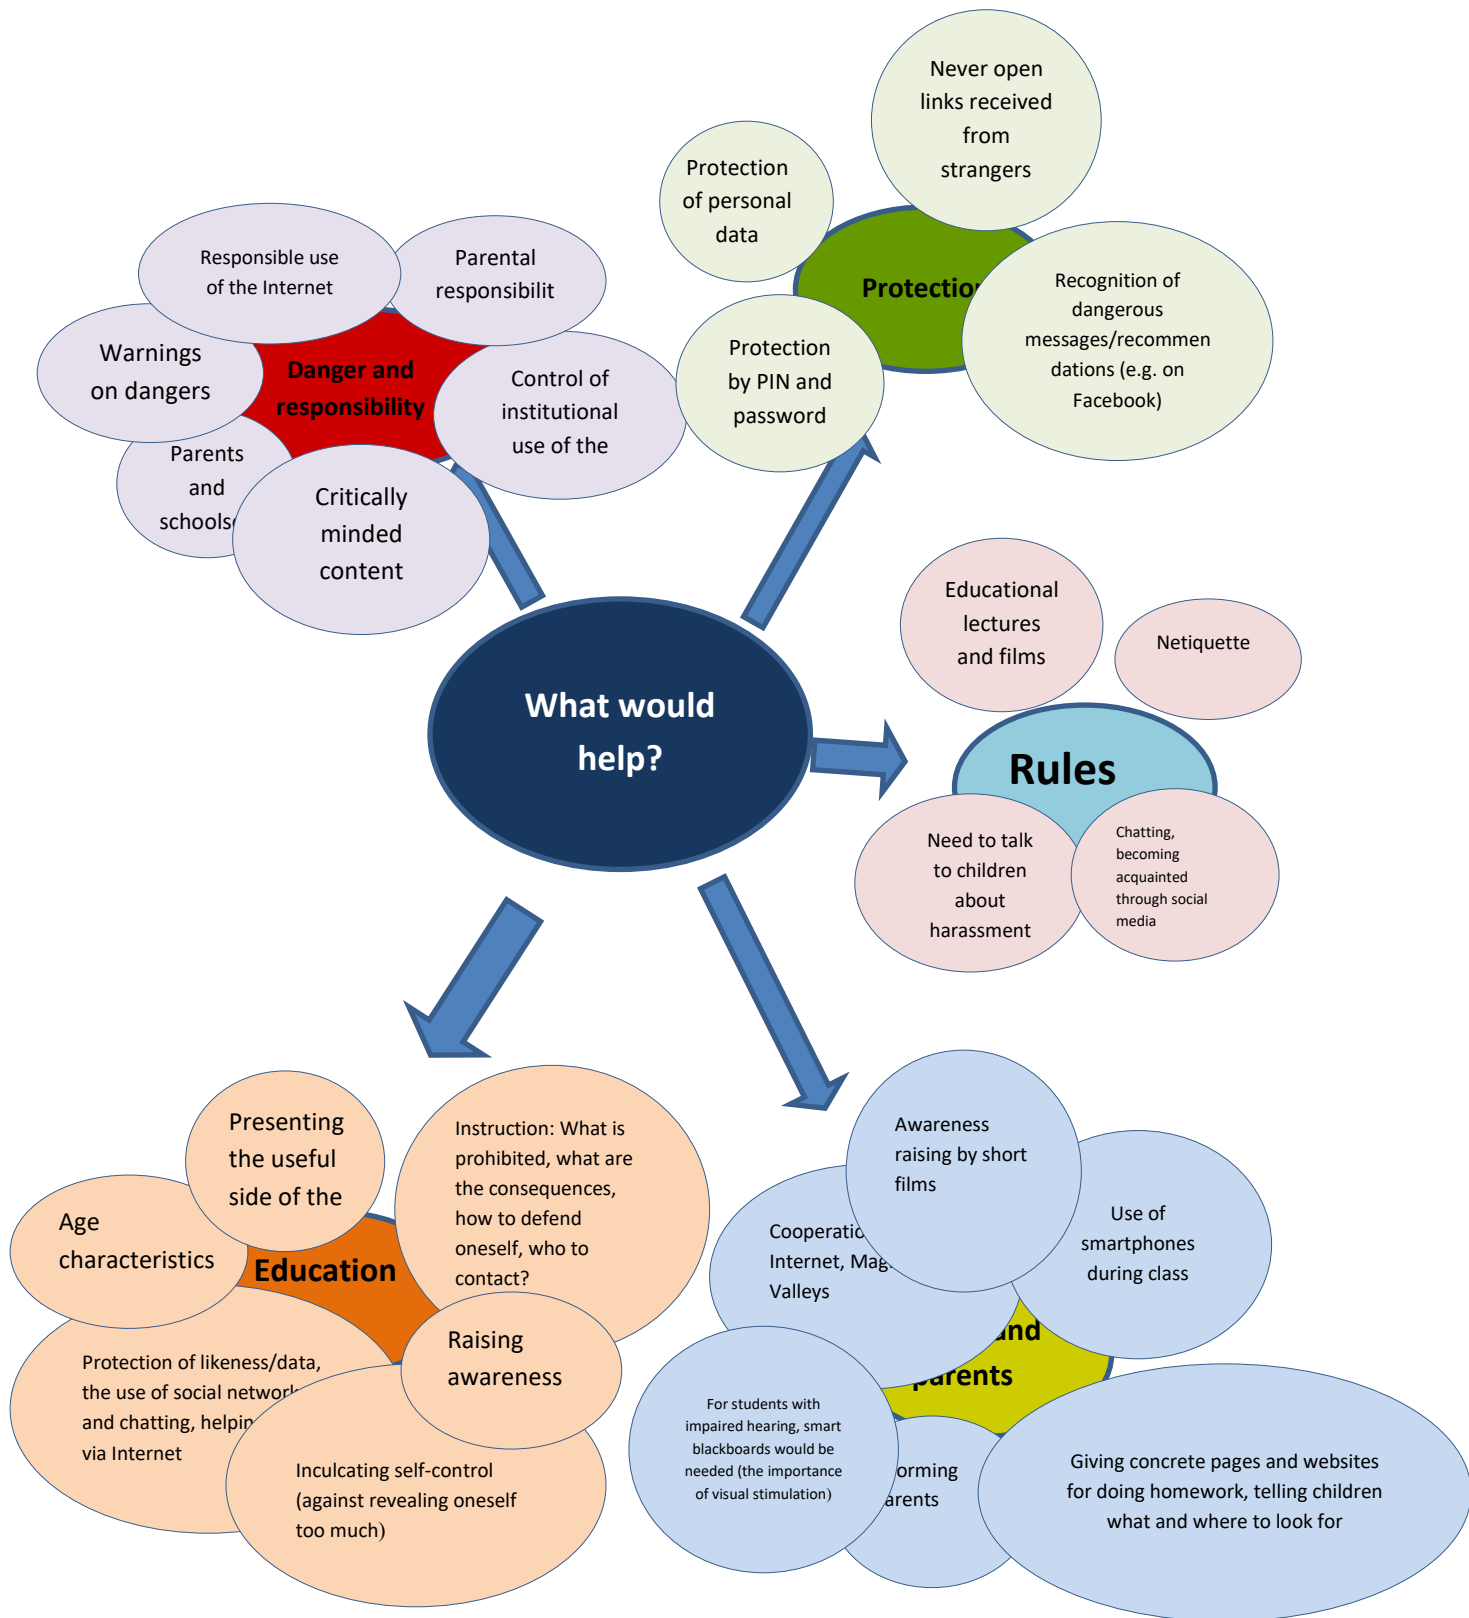 Never open
links received
from
strangers
Protection
of personal
data
Protection
Recognition of
dangerous
messages/recommen
dations (e.g. on
Facebook)
Protection
by PIN and
password
Responsible use
of the Internet
Parental
responsibilit
Warnings
on dangers
Danger and
responsibility
Control of
institutional
use of the
Parents
and
schools
Critically
minded
content
What would
help?
Educational
lectures
and films
Netiquette
Rules
Need to talk
to children
about
harassment
Chatting,
becoming
acquainted
through social
media
Presenting
the useful
side of the
Instruction: What is
prohibited, what are
the consequences,
how to defend
oneself, who to
contact?
Age
characteristics
Education
Raising
awareness
Protection of likeness/data,
the use of social network
and chatting, helping
via Internet
Inculcating self-control
(against revealing oneself
too much)
Awareness
raising by short
films
Cooperation
Internet, Mag
Valleys
Use of
smartphones
during class
and
parents
For students with
impaired hearing, smart
blackboards would be
needed (the importance
of visual stimulation)
orming
arents
Giving concrete pages and websites
for doing homework, telling children
what and where to look for